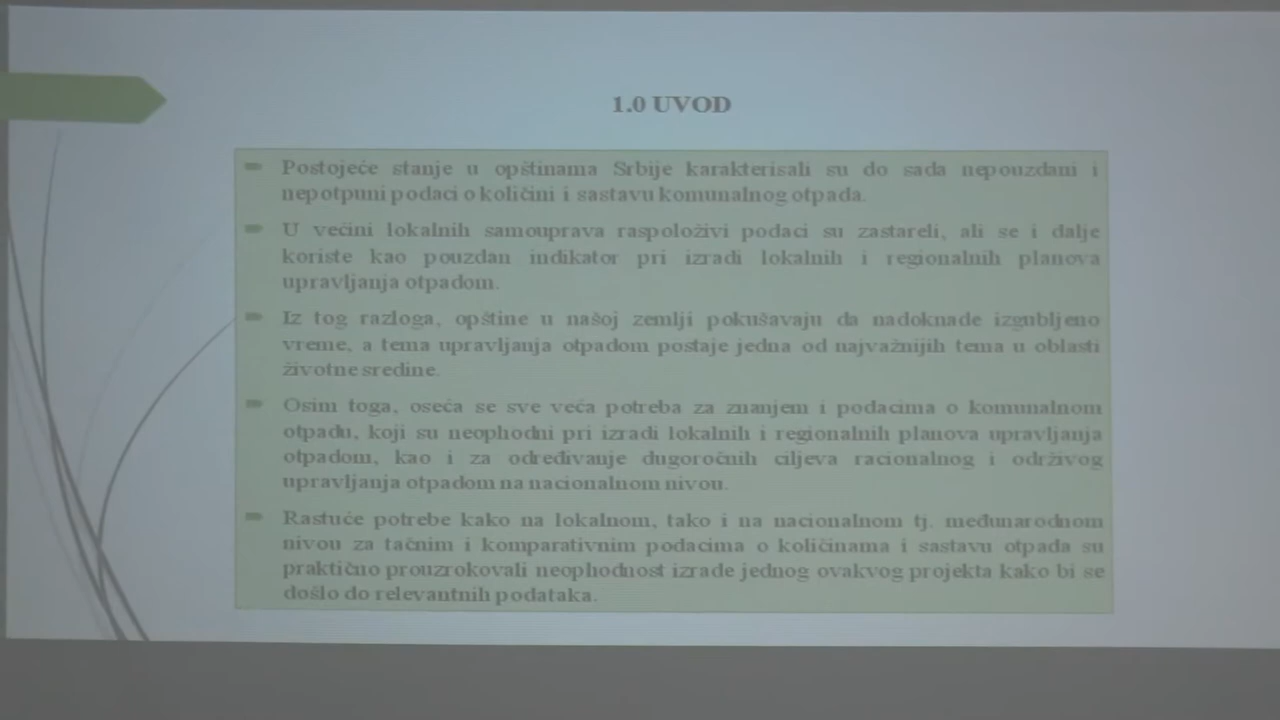 1.0 UVOD
Postojeće stanje u opštinama Srbije karakterisali su do sada nepouzdani i
nepotpuni podaci o količini i sastavu komunalnog otpada.
U većini lokalnih samouprava raspoloživi podaci su zastareli, ali se i dalje
koriste kao pouzdan indikator pri izradi lokalnih i regionalnih planova
upravljanja otpadom.
Iz tog razloga, opštine u našoj zemlji pokušavaju da nadoknade izgubljeno
vreme, a tema upravljanja otpadom postaje jedna od najvažnijih tema u oblasti
životne sredine.
Osim toga, oseća se sve veća potreba za znanjem i podacima o komunalnom
otpadu, koji su neophodni pri izradi lokalnih i regionalnih planova upravljanja
otpadom, kao i za određivanje dugoročnih ciljeva racionalnog i održivog
upravljanja otpadom na nacionalnom nivou.
Rastuće potrebe kako na lokalnom, tako i na nacionalnom tj. međunarodnom
nivou za tačnim i komparativnim podacima o količinama i sastavu otpada su
praktično prouzrokovali neophodnost izrade jednog ovakvog projekta kako bi se
došlo do relevantnih podataka.